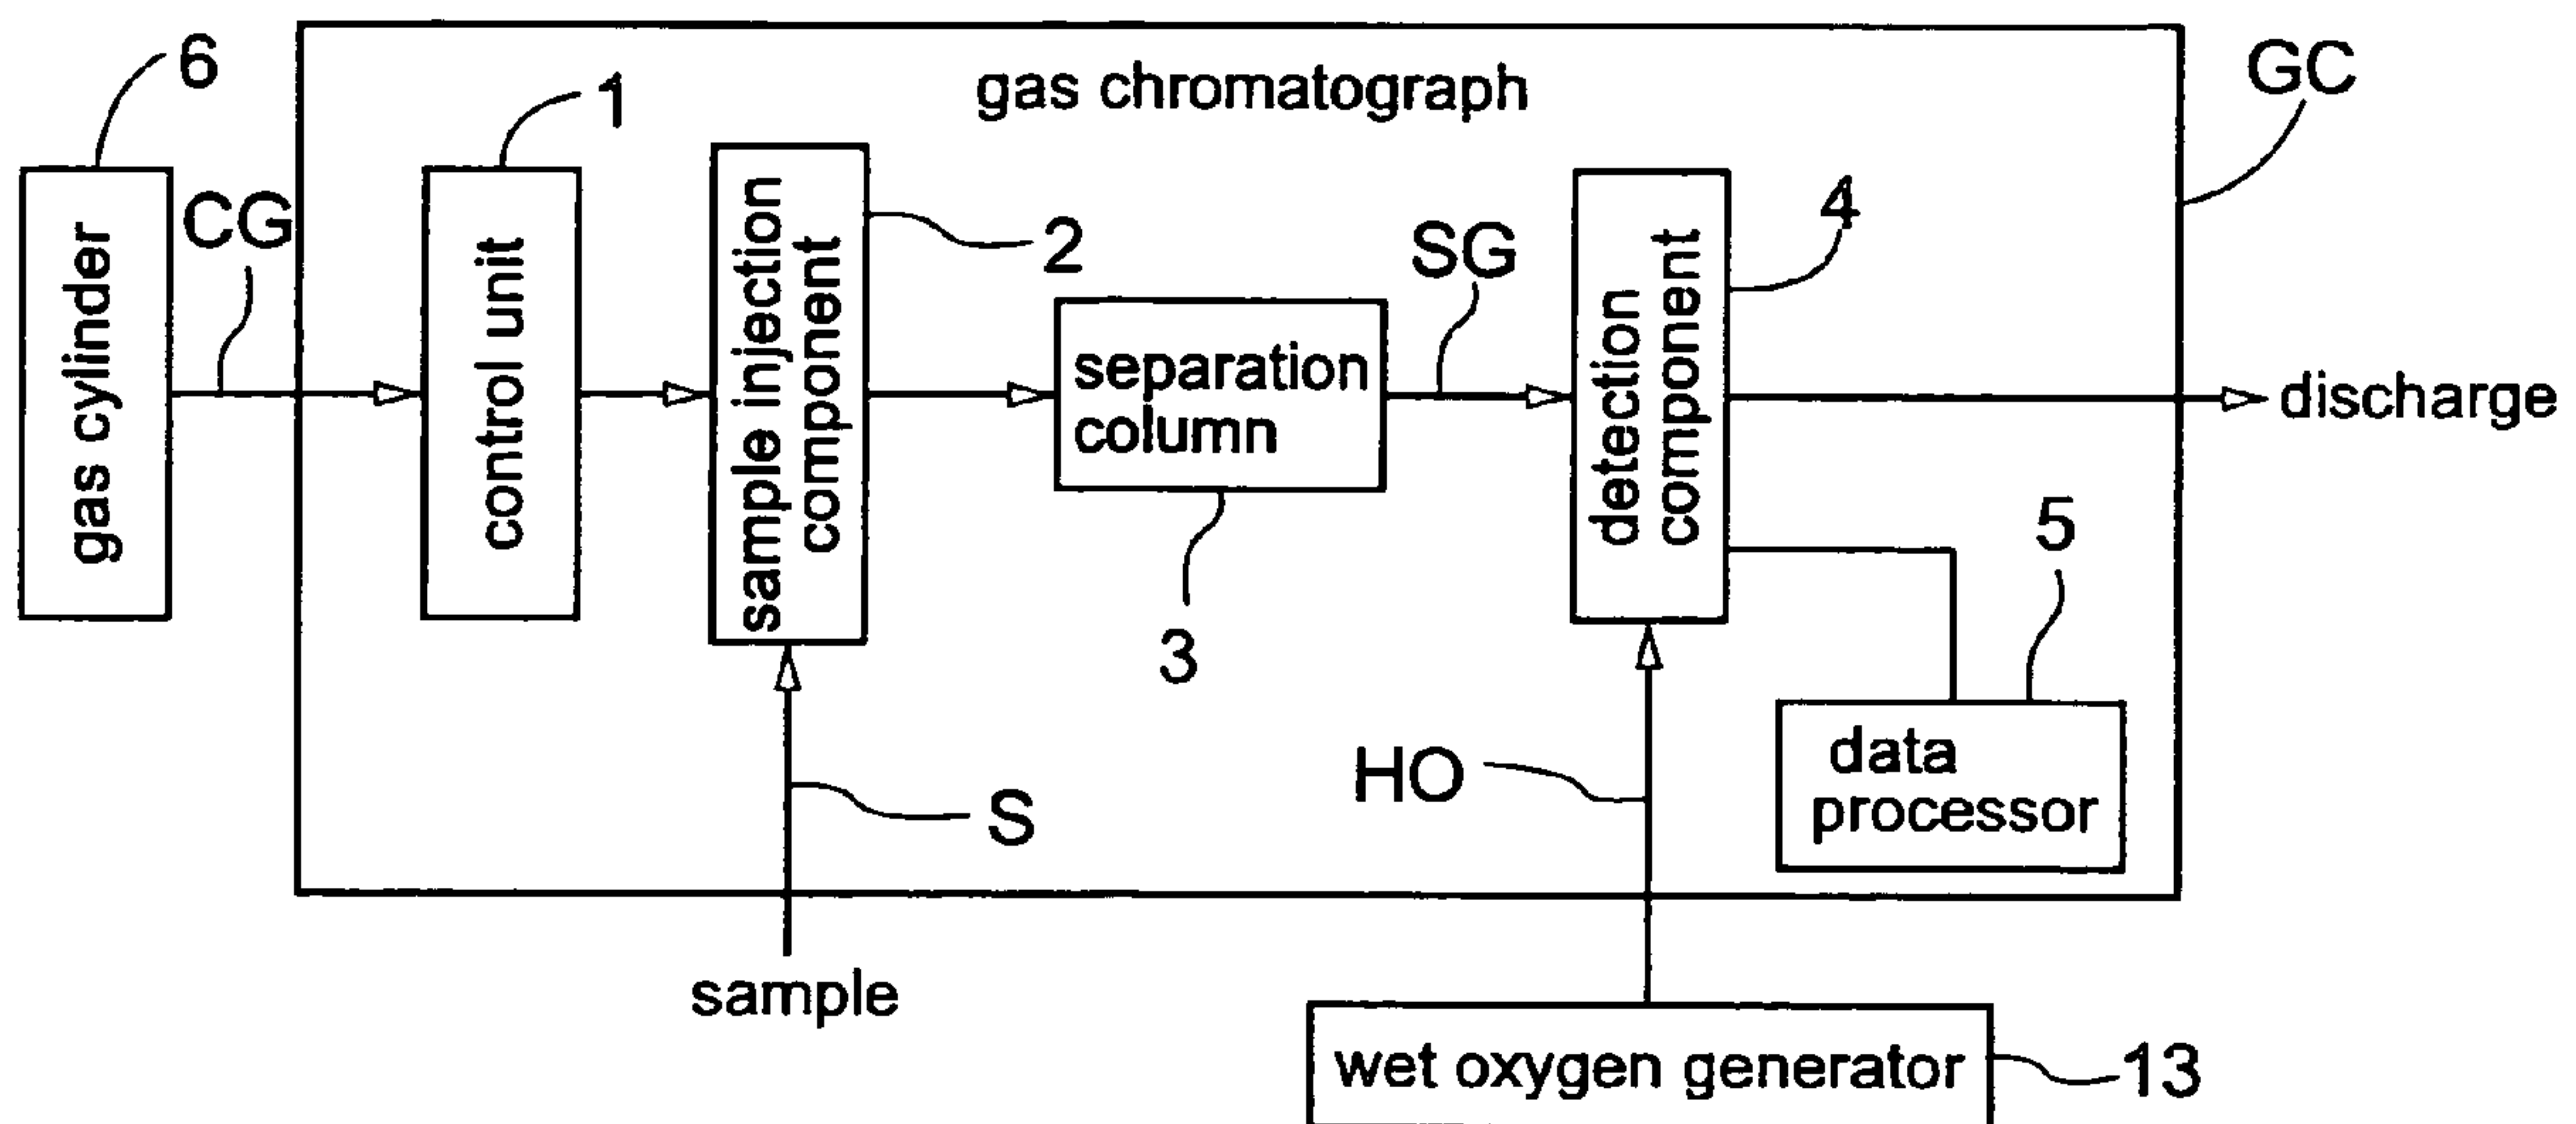 6
1
gas chromatograph
GC
CG
gas cylinder
control unit
sample injection
component
2
SG
4
separation
column
detection
component
discharge
3
5
data
processor
HO
S
sample
wet oxygen generator
13